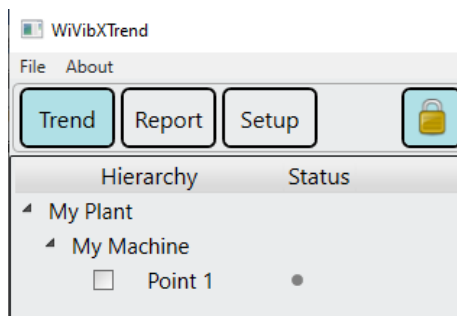 WiVibXTrend
File About
Trend Report Setup
Hierarchy Status
My Plant
My Machine
Point 1